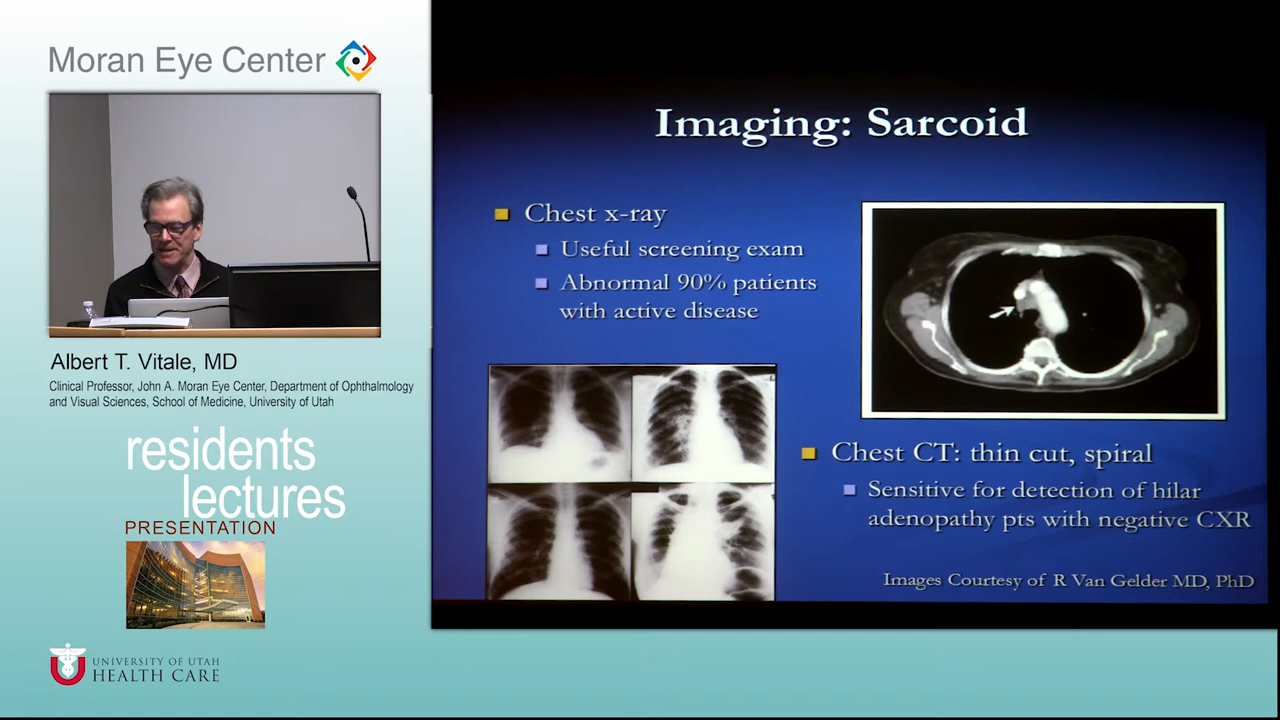 Moran Eye Center
Albert T. Vitale, MD
Clinical Professor, John A. Moran Eye Center, Department of Ophthalmology
and Visual Sciences, School of Medicine, University of Utah
residents
lectures
PRESENTATION
UNIVERSITY OF UTAH
HEALTH CARE
Imaging: Sarcoid
Chest x-ray
Useful screening exam
Abnormal 90% patients
with active disease
Chest CT: thin cut, spiral
Sensitive for detection of hilar
adenopathy pts with negative CXR
Images Courtesy of R Van Gelder MD, PhD